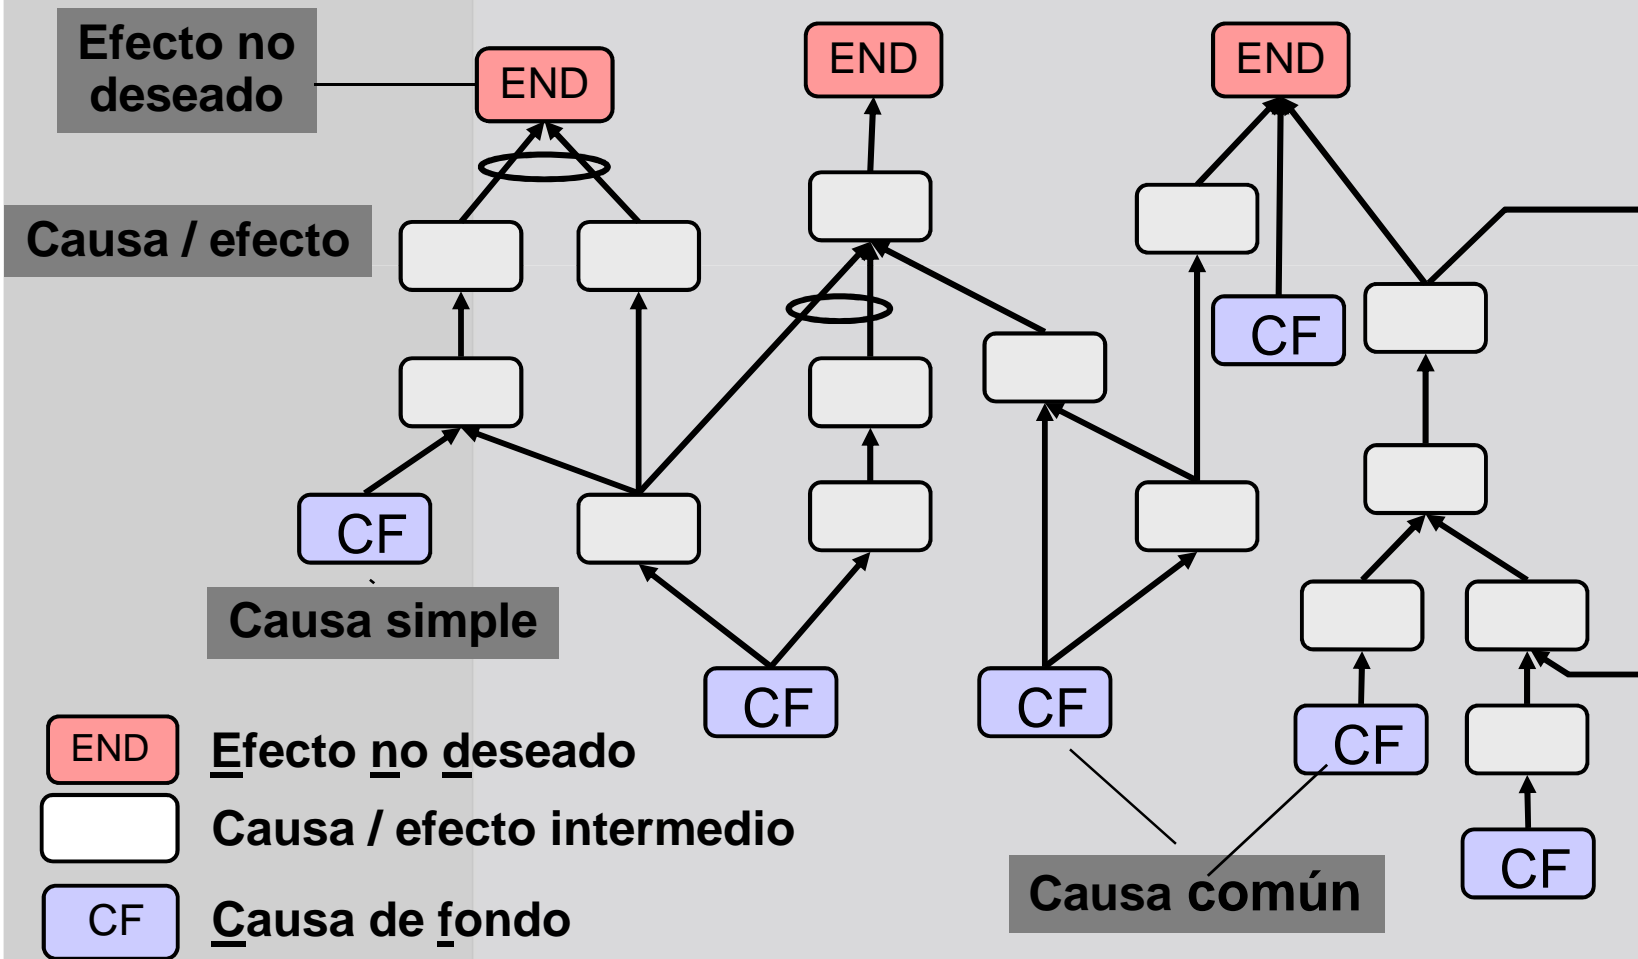 Efecto no
deseado
END
END
END
Causa / efecto
CF
CF
Causa simple
CF
CF
CF
CF
END
Efecto no deseado
Causa / efecto intermedio
CF
Causa de fondo
Causa común